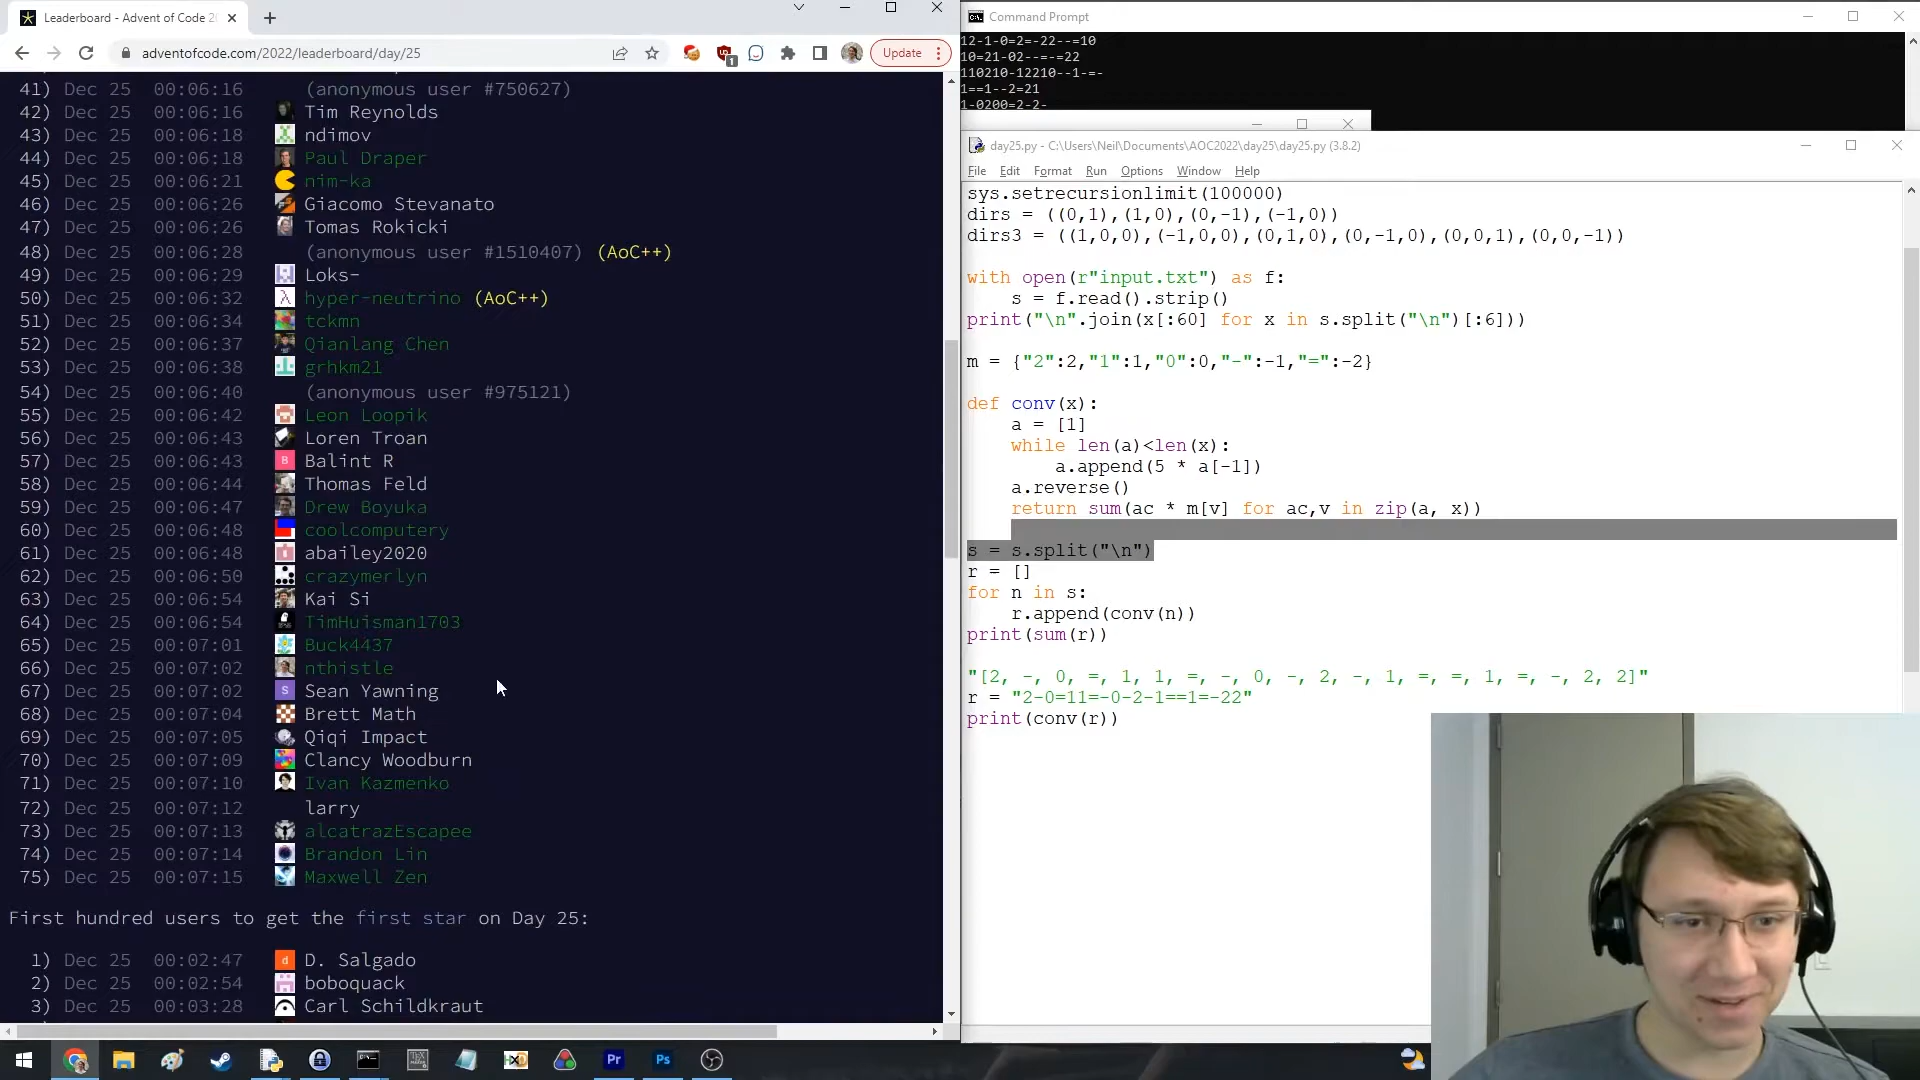 Leaderboard - Advent of Code 20
Update
adventofcode.com/2022/leaderboard/day/25
41) Dec 25 00:06:16 (anonymous user #750627)
42) Dec 25 00:06:16 Tim Reynolds
43) Dec 25 00:06:18 ndimov
44) Dec 25 00:06:18 Paul Draper
45) Dec 25 00:06:21 nim-ka
46) Dec 25 00:06:26 Giacomo Stevanato
47) Dec 25 00:06:26 Tomas Rokicki
48) Dec 25 00:06:28 (anonymous user #1510407) (AoC++)
49) Dec 25 00:06:29 Loks-
50) Dec 25 00:06:32 hyper-neutrino (AoC++)
51) Dec 25 00:06:34 tckmn
52) Dec 25 00:06:37 Qianlang Chen
53) Dec 25 00:06:38 grhkm21
54) Dec 25 00:06:40 (anonymous user #975121)
55) Dec 25 00:06:42 Leon Loopik
56) Dec 25 00:06:43 Loren Troan
57) Dec 25 00:06:43 Balint R
58) Dec 25 00:06:44 Thomas Feld
59) Dec 25 00:06:47 Drew Boyuka
60) Dec 25 00:06:48 coolcomputery
61) Dec 25 00:06:48 abailey2020
62) Dec 25 00:06:50 crazymerlyn
63) Dec 25 00:06:54 Kai Si
64) Dec 25 00:06:54 TimHuisman1703
65) Dec 25 00:07:01 Buck4437
66) Dec 25 00:07:02 nthistle
67) Dec 25 00:07:02 Sean Yawning
68) Dec 25 00:07:04 Brett Math
69) Dec 25 00:07:05 Qiqi Impact
70) Dec 25 00:07:09 Clancy Woodburn
71) Dec 25 00:07:10 Ivan Kazmenko
72) Dec 25 00:07:12 larry
73) Dec 25 00:07:13 alcatrazEscapee
74) Dec 25 00:07:14 Brandon Lin
75) Dec 25 00:07:15 Maxwell Zen
First hundred users to get the first star on Day 25:
1) Dec 25 00:02:47 D. Salgado
2) Dec 25 00:02:54 boboquack
3) Dec 25 00:03:28 Carl Schildkraut
Command Prompt
12-1-0=2=-22--=10
10=21-02--=-=22
110210-12210--1-=-
1==1--2=21
1-0200=2-2-
day25.py - C:\Users\Neil\Documents\AOC2022\day25\day25.py (3.8.2)
File Edit Format Run Options Window Help
sys.setrecursionlimit(100000)
dirs = ((0,1),(1,0),(0,-1),(-1,0))
dirs3 = ((1,0,0),(-1,0,0),(0,1,0),(0,-1,0),(0,0,1),(0,0,-1))
with open(r"input.txt") as f:
    s = f.read().strip()
print("\n".join(x[:60] for x in s.split("\n")[:6]))
m = {"2":2,"1":1,"0":0,"-":-1,"=":-2}
def conv(x):
    a = [1]
    while len(a)<len(x):
        a.append(5 * a[-1])
    a.reverse()
    return sum(ac * m[v] for ac,v in zip(a, x))
s = s.split("\n")
r = []
for n in s:
    r.append(conv(n))
print(sum(r))
"[2, -, 0, =, 1, 1, =, -, 0, -, 2, -, 1, =, =, 1, =, -, 2, 2]"
r = "2-0=11=-0-2-1==1=-22"
print(conv(r))
Pr
Ps